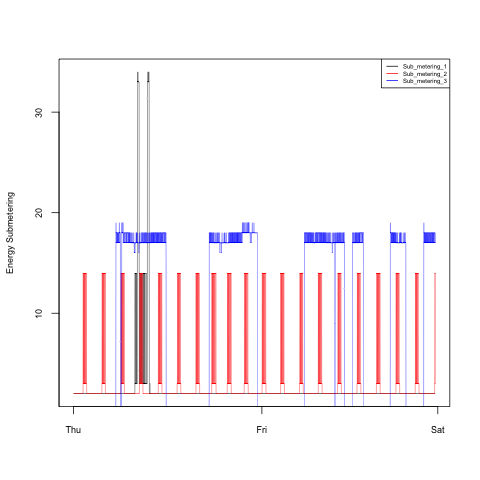 Sub_metering_1
Sub_metering_2
Sub_metering_3
30
20
10
Energy Submetering
Thu Fri Sat